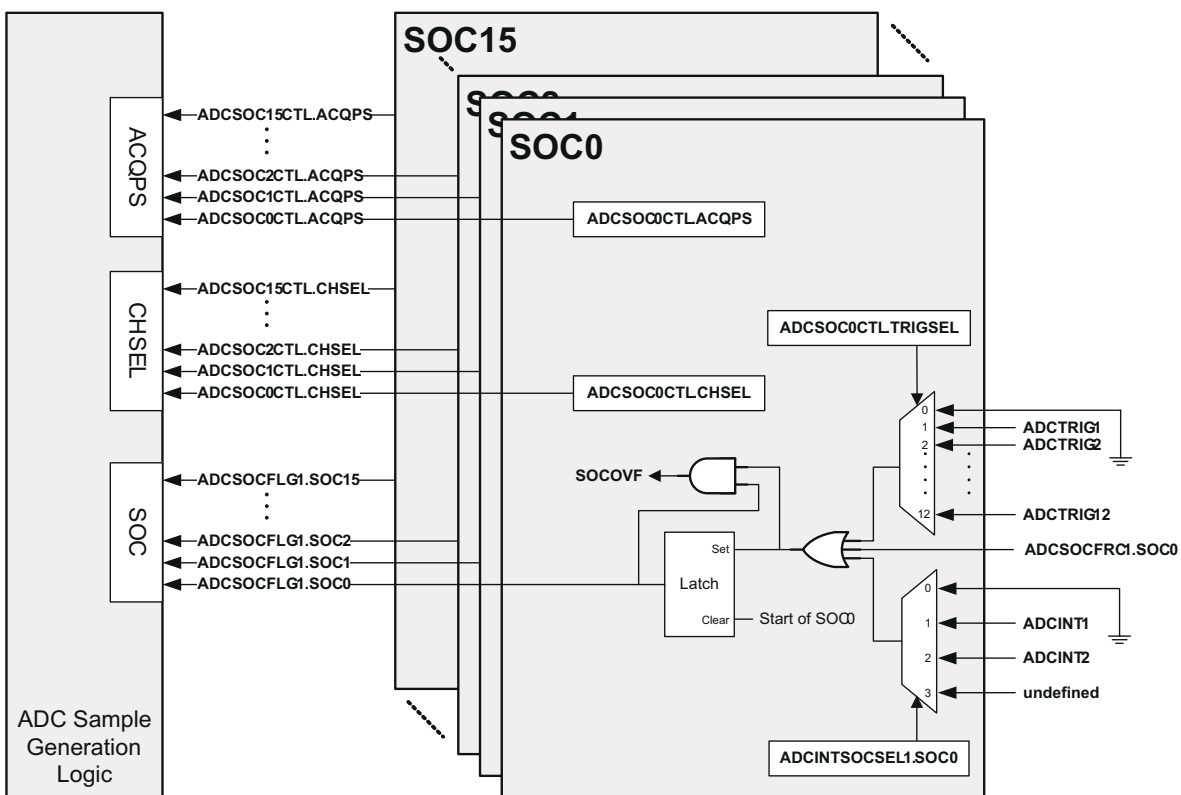 SOC15
SOC2
SOC1
SOC0
ACQPS
ADCSOC15CTL.ACQPS
ADCSOC2CTL.ACQPS
ADCSOC1CTL.ACQPS
ADCSOC0CTL.ACQPS
ADCSOC0CTL.ACQPS
CHSEL
ADCSOC15CTL.CHSEL
ADCSOC2CTL.CHSEL
ADCSOC1CTL.CHSEL
ADCSOC0CTL.CHSEL
ADCSOC0CTL.CHSEL
ADCSOC0CTL.TRIGSEL
0
1
2
12
ADCTRIG1
ADCTRIG2
ADCTRIG12
SOC
ADCSOCFLG1.SOC15
ADCSOCFLG1.SOC2
ADCSOCFLG1.SOC1
ADCSOCFLG1.SOC0
SOCOVF
Set
Latch
Clear
Start of SOC0
ADCSOCFRC1.SOC0
0
1
2
3
ADCINT1
ADCINT2
undefined
ADCINTSOCSEL1.SOC0
ADC Sample
Generation
Logic